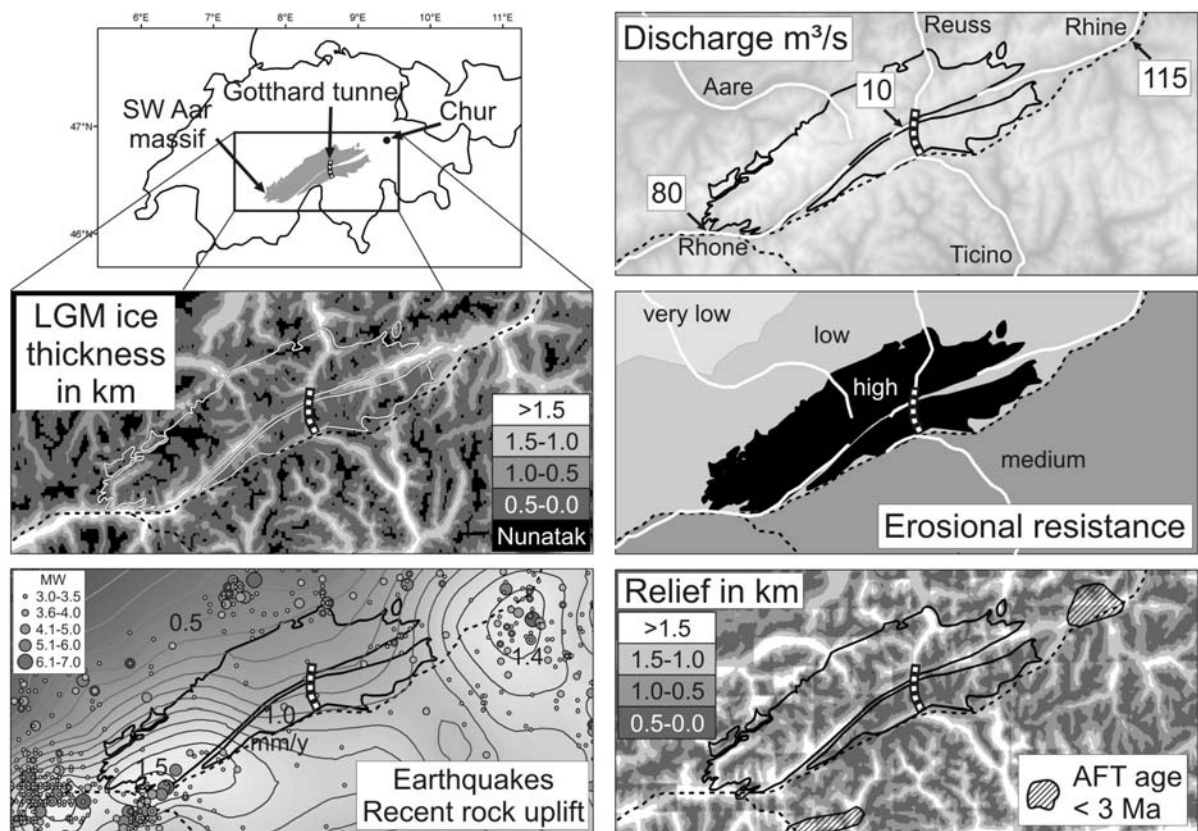 6°E 7°E 8°E 9°E 10°E 11°E
47°N
46°N
SW Aar
massif
Gotthard tunnel
Chur
Discharge m³/s
Reuss
Rhine
Aare
10
115
80
Rhone
Ticino
LGM ice
thickness
in km
>1.5
1.5-1.0
1.0-0.5
0.5-0.0
Nunatak
very low
low
high
medium
Erosional resistance
MW
3.0-3.5
3.6-4.0
4.1-5.0
5.1-6.0
6.1-7.0
0.5
1.4
1.0
mm/y
1.5
Earthquakes
Recent rock uplift
Relief in km
>1.5
1.5-1.0
1.0-0.5
0.5-0.0
AFT age
< 3 Ma